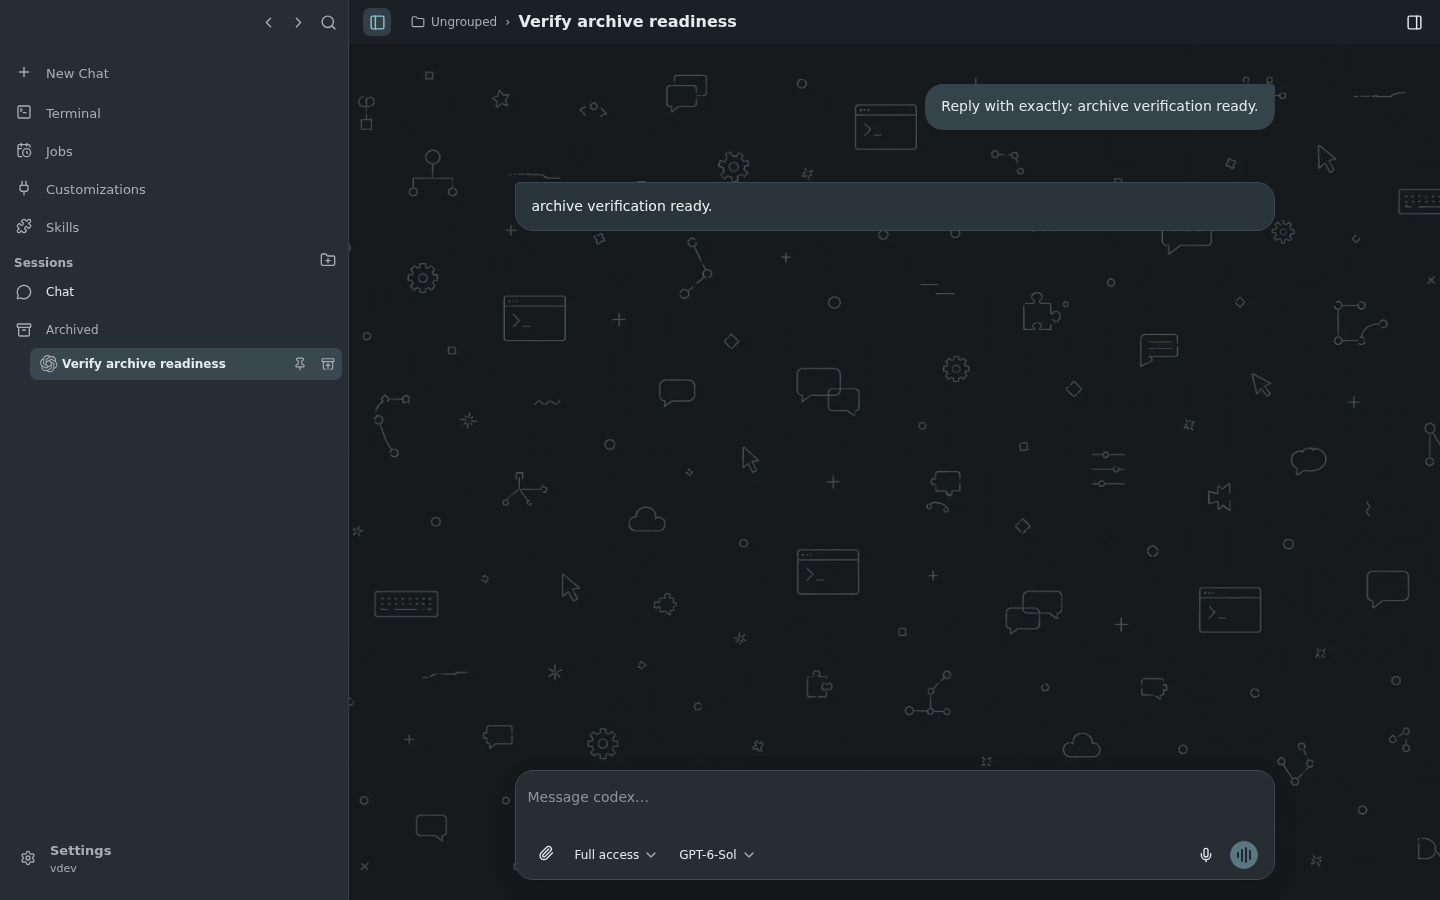 Ungrouped › Verify archive readiness
New Chat
Terminal
Jobs
Customizations
Skills
Sessions
Chat
Archived
Verify archive readiness
Reply with exactly: archive verification ready.
archive verification ready.
Message codex...
Full access
GPT-6-Sol
Settings
vdev